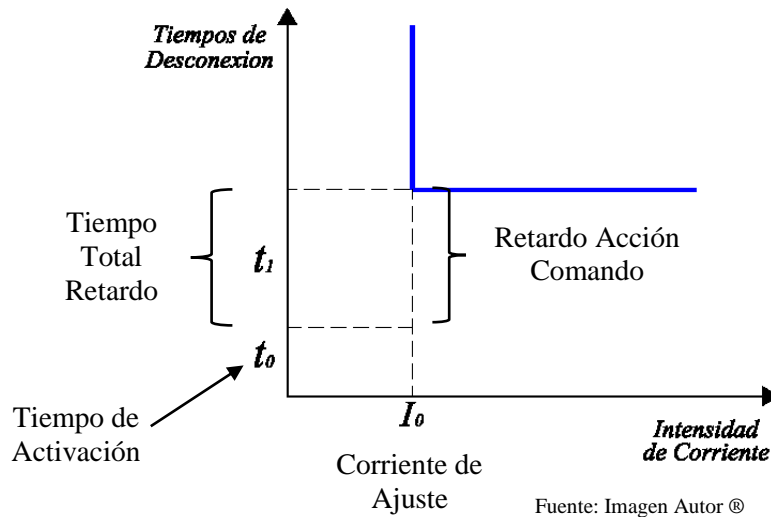 Tiempos de
Desconexion
Tiempo
Total
Retardo
t1
Retardo Acción
Comando
t0
Tiempo de
Activación
I0
Corriente de
Ajuste
Intensidad
de Corriente
Fuente: Imagen Autor ®